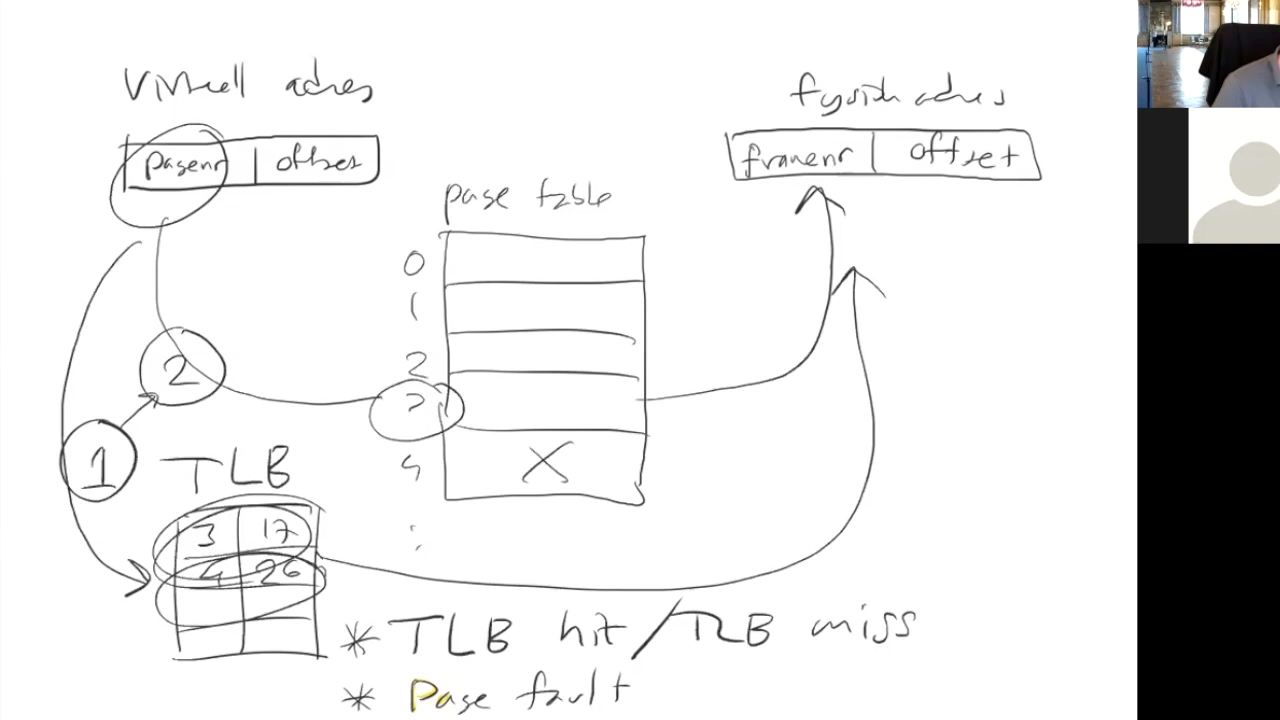 Virtuell adres
fysisk adres
pagenr offset
framenr offset
page table
0
1
2
2
3
4
1
TLB
3 17
4 26
* TLB hit / TLB miss
* Page fault